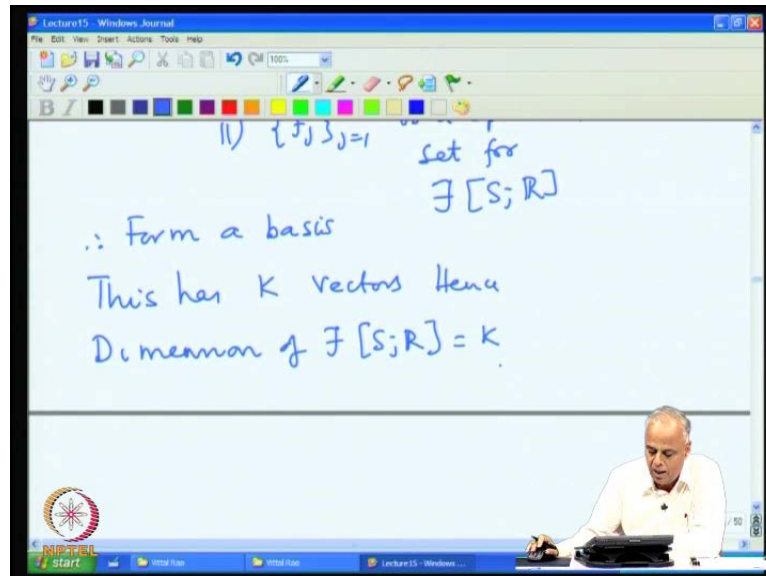 Lecture15 - Windows Journal
File Edit View Insert Actions Tools Help
100%
B I
II) {fj}j=1
set for
F [S; R]
∴ Form a basis
This has K vectors Hence
Dimension of F [S; R] = K
/ 50
NPTEL
start Vittal Rao Vittal Rao Lecture15 - Windows ...